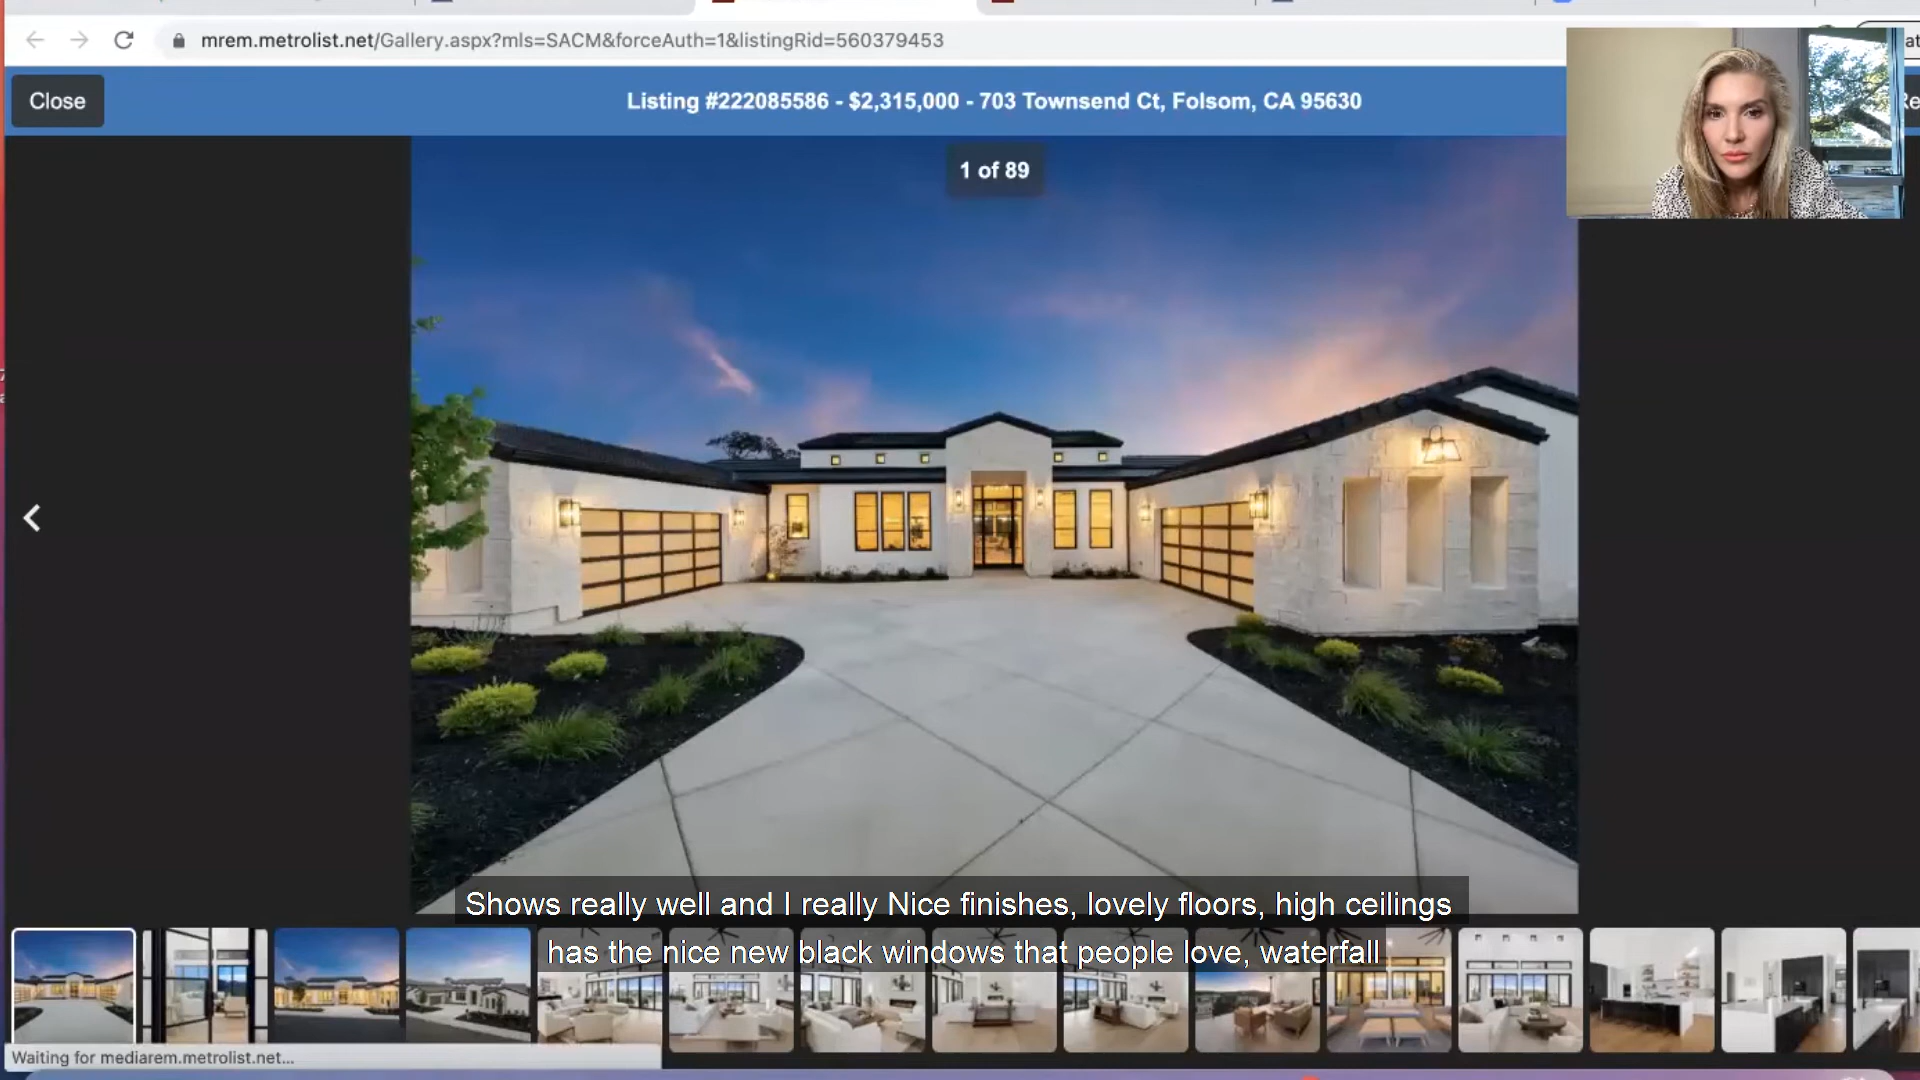 mrem.metrolist.net/Gallery.aspx?mls=SACM&forceAuth=1&listingRid=560379453
Close
Listing #222085586 - $2,315,000 - 703 Townsend Ct, Folsom, CA 95630
1 of 89
Shows really well and I really Nice finishes, lovely floors, high ceilings
has the nice new black windows that people love, waterfall
Waiting for mediarem.metrolist.net...